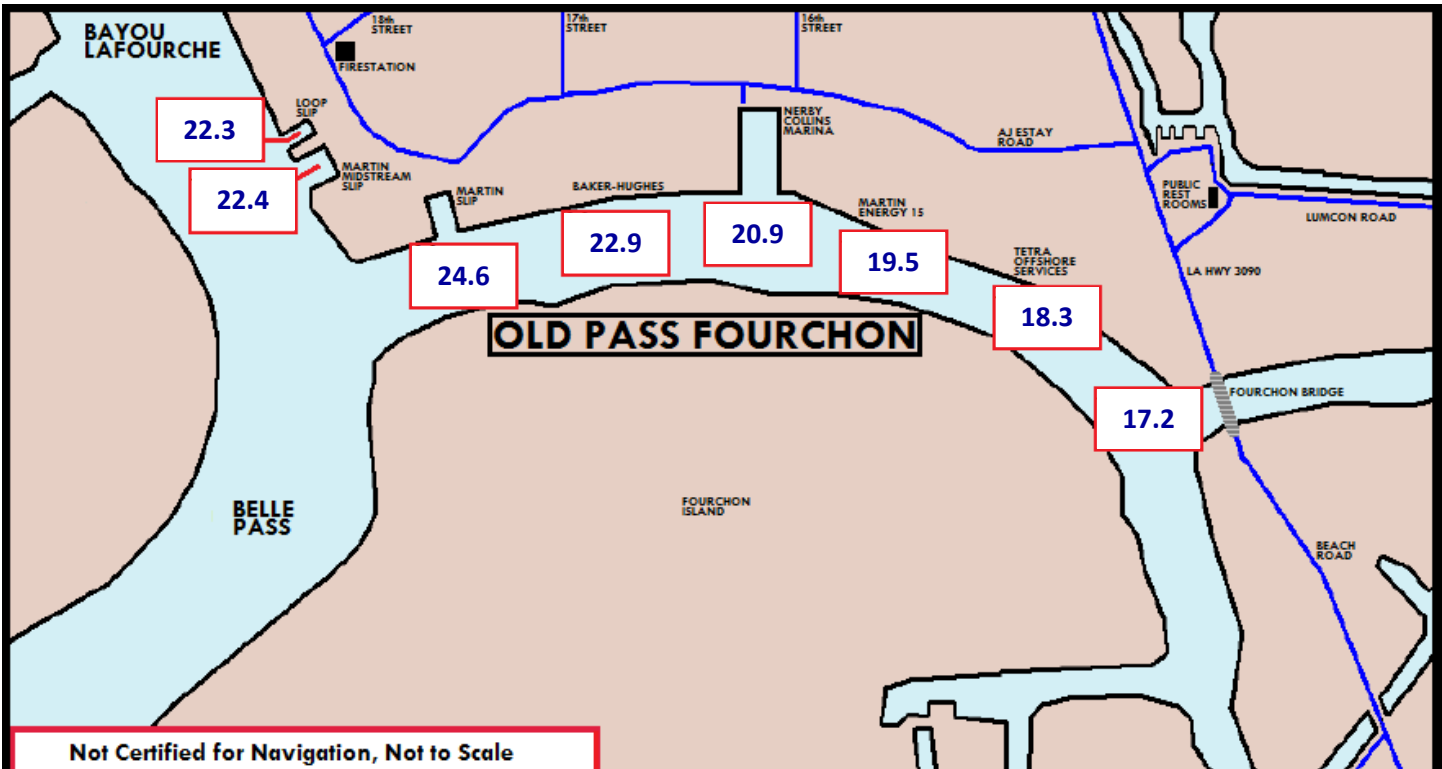 BAYOU
LAFOURCHE
18th
STREET
17th
STREET
16th
STREET
FIRESTATION
LOOP
SLIP
22.3
NERBY
COLLINS
MARINA
AJ ESTAY
ROAD
MARTIN
MIDSTREAM
SLIP
22.4
MARTIN
SLIP
BAKER-HUGHES
PUBLIC
REST
ROOMS
LUMCON ROAD
MARTIN
ENERGY 15
24.6
22.9
20.9
19.5
TETRA
OFFSHORE
SERVICES
LA HWY 3090
18.3
OLD PASS FOURCHON
FOURCHON BRIDGE
17.2
BELLE
PASS
FOURCHON
ISLAND
BEACH
ROAD
Not Certified for Navigation, Not to Scale